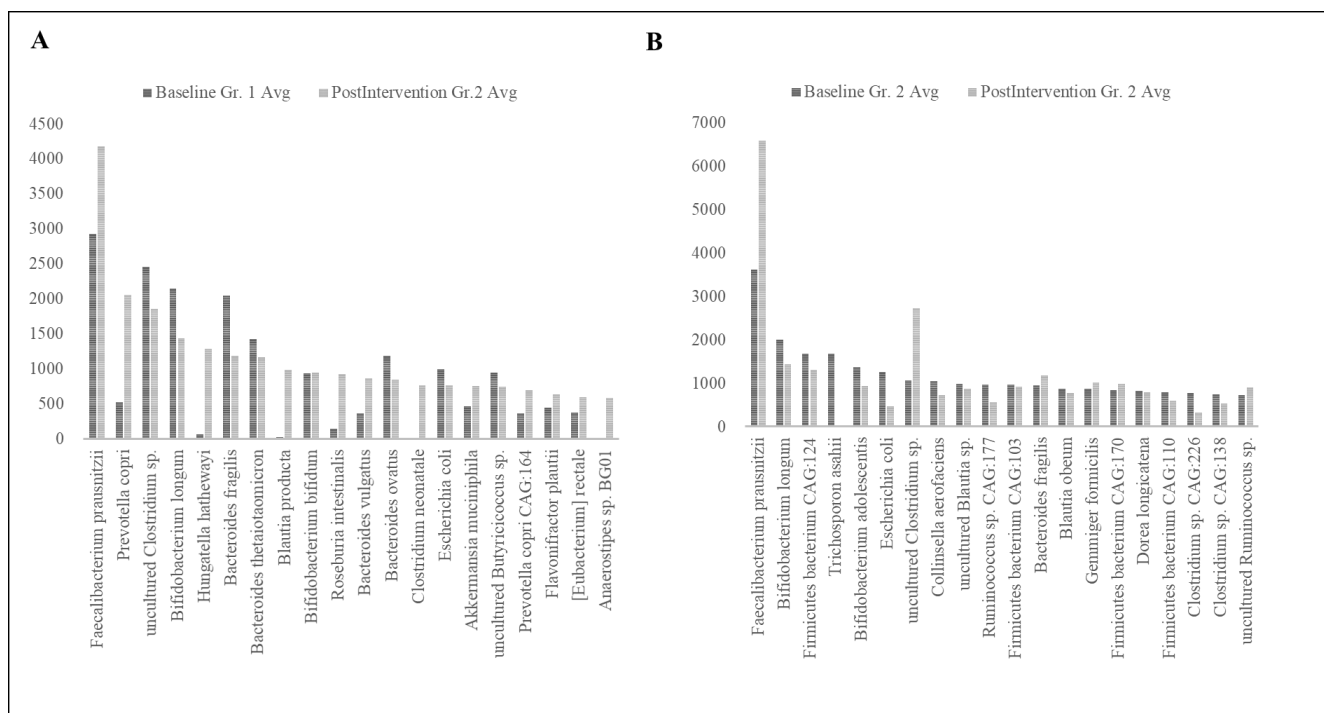 A
Baseline Gr. 1 Avg
PostIntervention Gr.2 Avg
4500
4000
3500
3000
2500
2000
1500
1000
500
0
Faecalibacterium prausnitzii
Prevotella copri
uncultured Clostridium sp.
Bifidobacterium longum
Hungatella hathewayi
Bacteroides fragilis
Bacteroides thetaiotaomicron
Blautia producta
Bifidobacterium bifidum
Roseburia intestinalis
Bacteroides vulgatus
Bacteroides ovatus
Clostridium neonatale
Escherichia coli
Akkermansia muciniphila
uncultured Butyricicoccus sp.
Prevotella copri CAG:164
Flavonifractor plautii
[Eubacterium] rectale
Anaerostipes sp. BG01
B
Baseline Gr. 2 Avg
PostIntervention Gr. 2 Avg
7000
6000
5000
4000
3000
2000
1000
0
Faecalibacterium prausnitzii
Bifidobacterium longum
Firmicutes bacterium CAG:124
Trichosporon asahii
Bifidobacterium adolescentis
Escherichia coli
uncultured Clostridium sp.
Collinsella aerofaciens
uncultured Blautia sp.
Ruminococcus sp. CAG:177
Firmicutes bacterium CAG:103
Bacteroides fragilis
Blautia obeum
Gemmiger formicilis
Firmicutes bacterium CAG:170
Dorea longicatena
Firmicutes bacterium CAG:110
Clostridium sp. CAG:226
Clostridium sp. CAG:138
uncultured Ruminococcus sp.